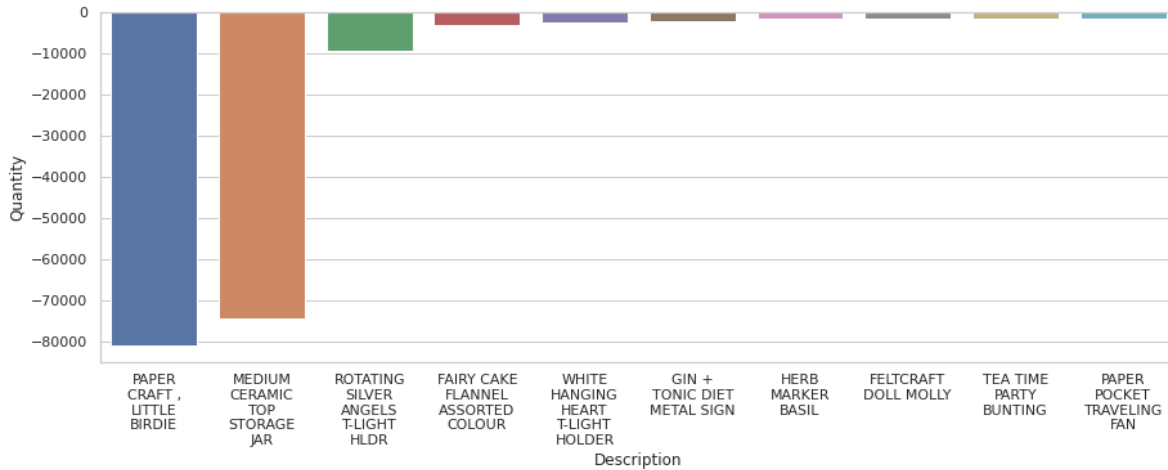 0
−10000
−20000
−30000
−40000
−50000
−60000
−70000
−80000
Quantity
PAPER
CRAFT ,
LITTLE
BIRDIE
MEDIUM
CERAMIC
TOP
STORAGE
JAR
ROTATING
SILVER
ANGELS
T-LIGHT
HLDR
FAIRY CAKE
FLANNEL
ASSORTED
COLOUR
WHITE
HANGING
HEART
T-LIGHT
HOLDER
GIN +
TONIC DIET
METAL SIGN
HERB
MARKER
BASIL
FELTCRAFT
DOLL MOLLY
TEA TIME
PARTY
BUNTING
PAPER
POCKET
TRAVELING
FAN
Description